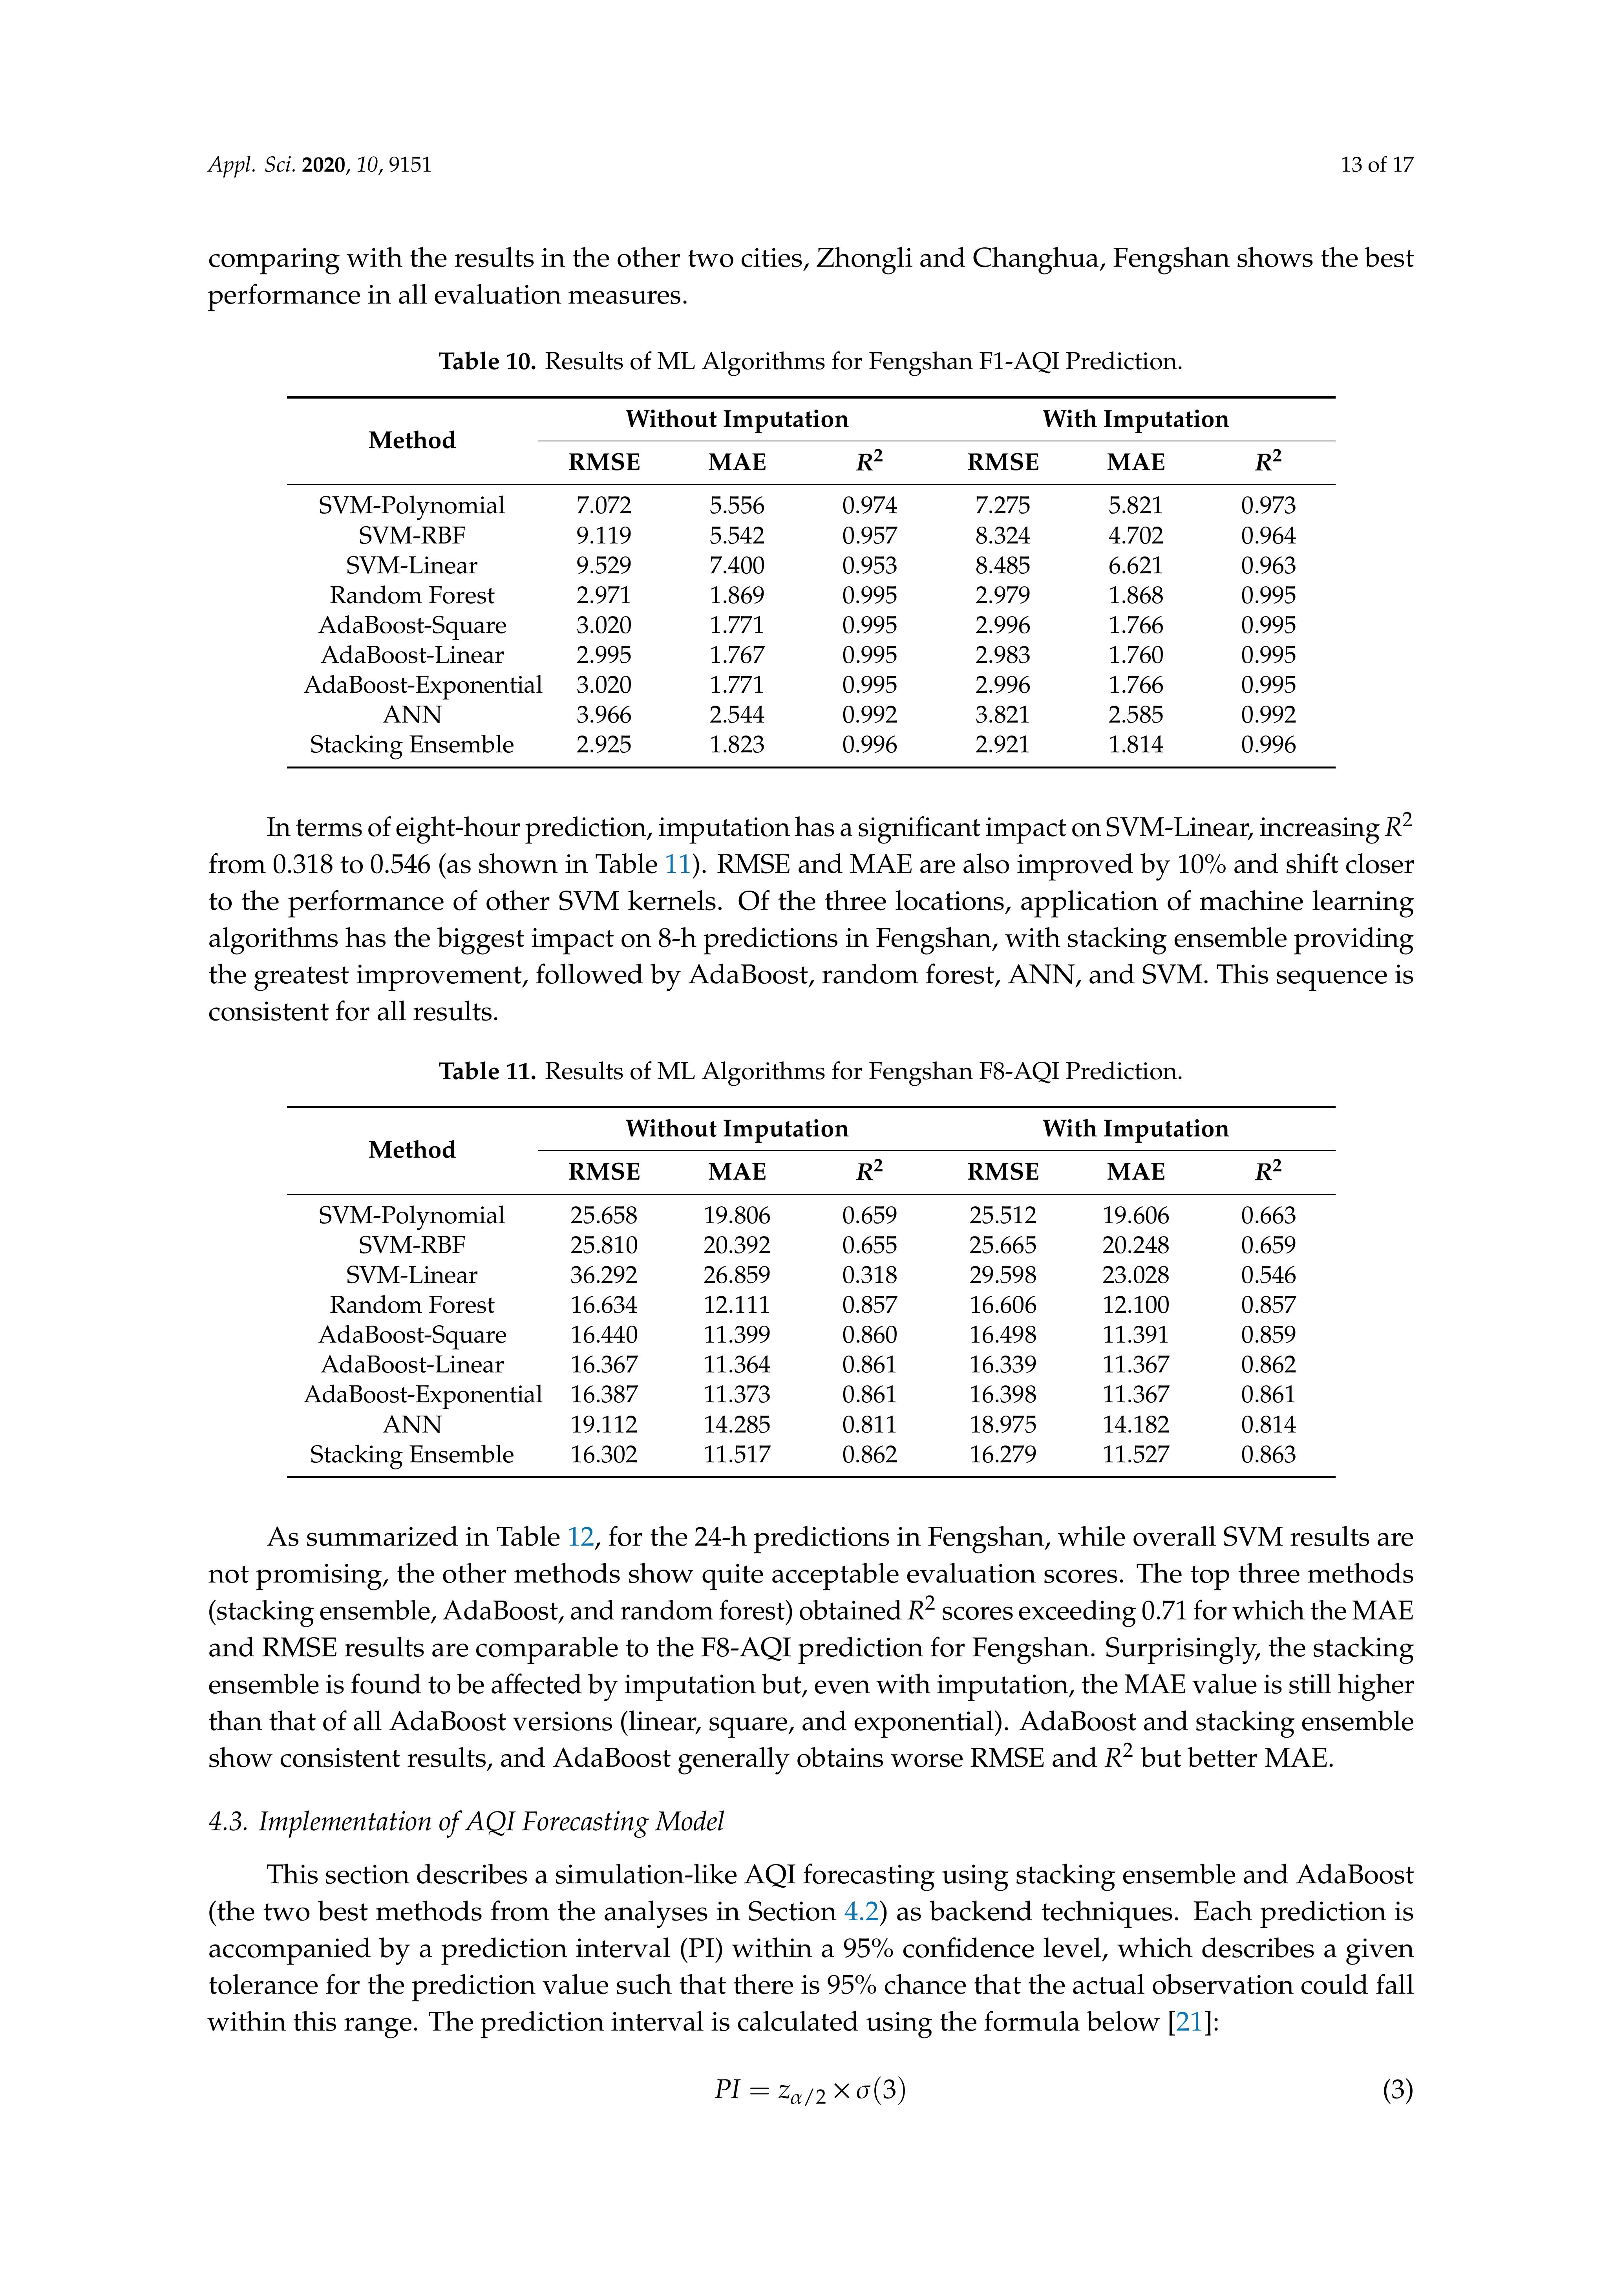 Appl. Sci. 2020, 10, 9151 13 of 17
comparing with the results in the other two cities, Zhongli and Changhua, Fengshan shows the best
performance in all evaluation measures.
Table 10. Results of ML Algorithms for Fengshan F1-AQI Prediction.
Without Imputation With Imputation
Method
RMSE MAE R² RMSE MAE R²
SVM-Polynomial 7.072 5.556 0.974 7.275 5.821 0.973
SVM-RBF 9.119 5.542 0.957 8.324 4.702 0.964
SVM-Linear 9.529 7.400 0.953 8.485 6.621 0.963
Random Forest 2.971 1.869 0.995 2.979 1.868 0.995
AdaBoost-Square 3.020 1.771 0.995 2.996 1.766 0.995
AdaBoost-Linear 2.995 1.767 0.995 2.983 1.760 0.995
AdaBoost-Exponential 3.020 1.771 0.995 2.996 1.766 0.995
ANN 3.966 2.544 0.992 3.821 2.585 0.992
Stacking Ensemble 2.925 1.823 0.996 2.921 1.814 0.996
In terms of eight-hour prediction, imputation has a significant impact on SVM-Linear, increasing R²
from 0.318 to 0.546 (as shown in Table 11). RMSE and MAE are also improved by 10% and shift closer
to the performance of other SVM kernels. Of the three locations, application of machine learning
algorithms has the biggest impact on 8-h predictions in Fengshan, with stacking ensemble providing
the greatest improvement, followed by AdaBoost, random forest, ANN, and SVM. This sequence is
consistent for all results.
Table 11. Results of ML Algorithms for Fengshan F8-AQI Prediction.
Without Imputation With Imputation
Method
RMSE MAE R² RMSE MAE R²
SVM-Polynomial 25.658 19.806 0.659 25.512 19.606 0.663
SVM-RBF 25.810 20.392 0.655 25.665 20.248 0.659
SVM-Linear 36.292 26.859 0.318 29.598 23.028 0.546
Random Forest 16.634 12.111 0.857 16.606 12.100 0.857
AdaBoost-Square 16.440 11.399 0.860 16.498 11.391 0.859
AdaBoost-Linear 16.367 11.364 0.861 16.339 11.367 0.862
AdaBoost-Exponential 16.387 11.373 0.861 16.398 11.367 0.861
ANN 19.112 14.285 0.811 18.975 14.182 0.814
Stacking Ensemble 16.302 11.517 0.862 16.279 11.527 0.863
As summarized in Table 12, for the 24-h predictions in Fengshan, while overall SVM results are
not promising, the other methods show quite acceptable evaluation scores. The top three methods
(stacking ensemble, AdaBoost, and random forest) obtained R² scores exceeding 0.71 for which the MAE
and RMSE results are comparable to the F8-AQI prediction for Fengshan. Surprisingly, the stacking
ensemble is found to be affected by imputation but, even with imputation, the MAE value is still higher
than that of all AdaBoost versions (linear, square, and exponential). AdaBoost and stacking ensemble
show consistent results, and AdaBoost generally obtains worse RMSE and R² but better MAE.
4.3. Implementation of AQI Forecasting Model
This section describes a simulation-like AQI forecasting using stacking ensemble and AdaBoost
(the two best methods from the analyses in Section 4.2) as backend techniques. Each prediction is
accompanied by a prediction interval (PI) within a 95% confidence level, which describes a given
tolerance for the prediction value such that there is 95% chance that the actual observation could fall
within this range. The prediction interval is calculated using the formula below [21]:
PI = z_{α/2} × σ(3) (3)